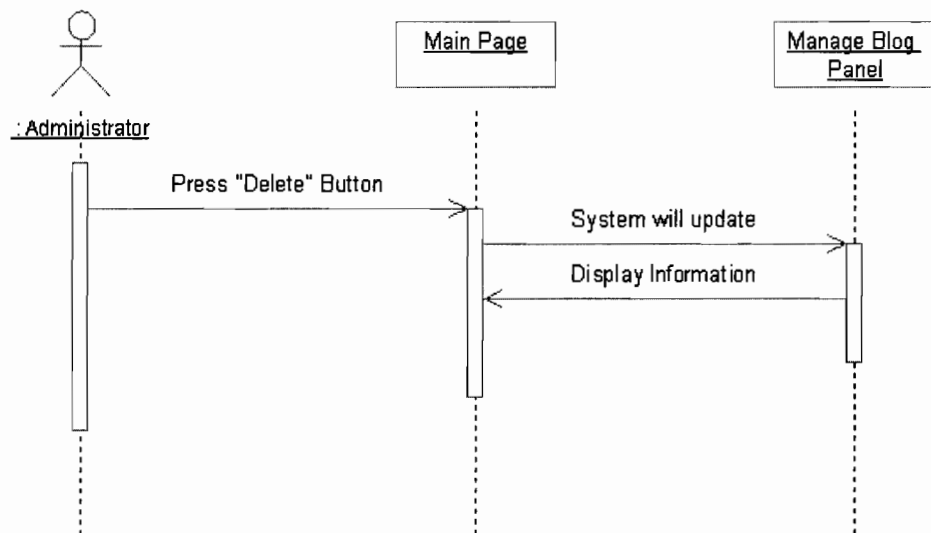 Main Page
Manage Blog
Panel
: Administrator
Press "Delete" Button
System will update
Display Information